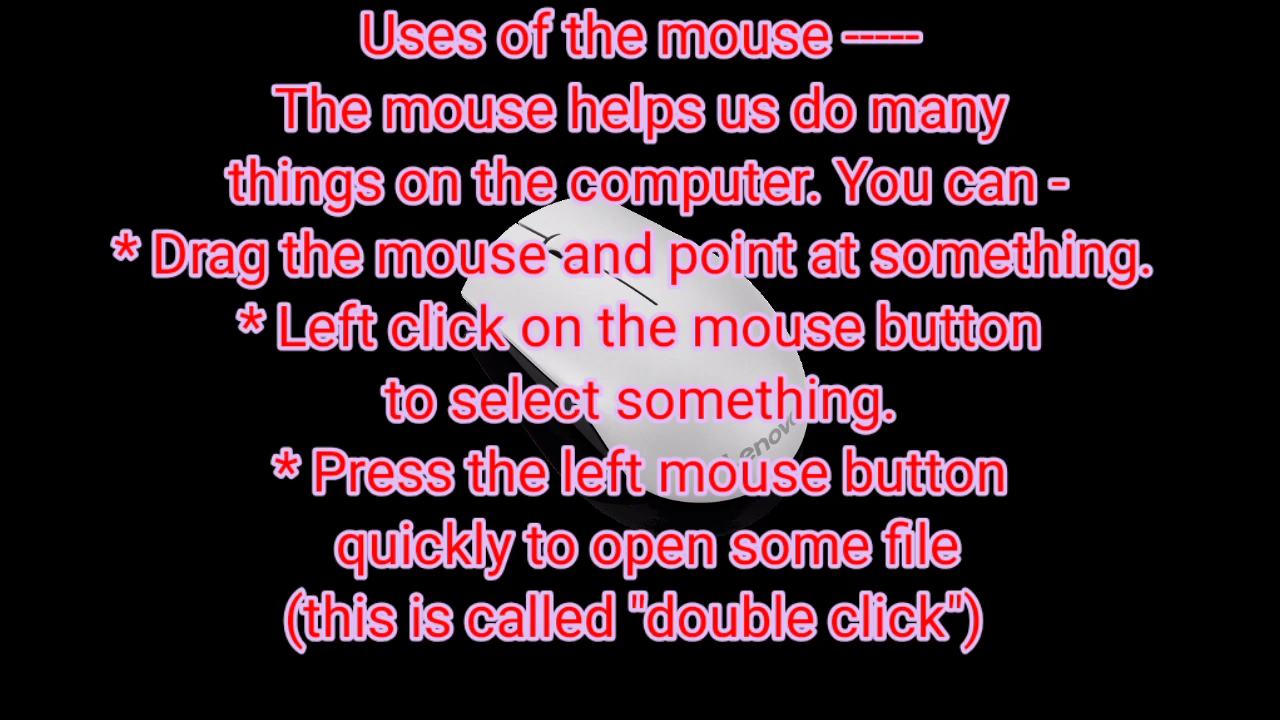 Uses of the mouse -----
The mouse helps us do many
things on the computer. You can -
* Drag the mouse and point at something.
* Left click on the mouse button
to select something.
* Press the left mouse button
quickly to open some file
(this is called "double click")
Lenovo